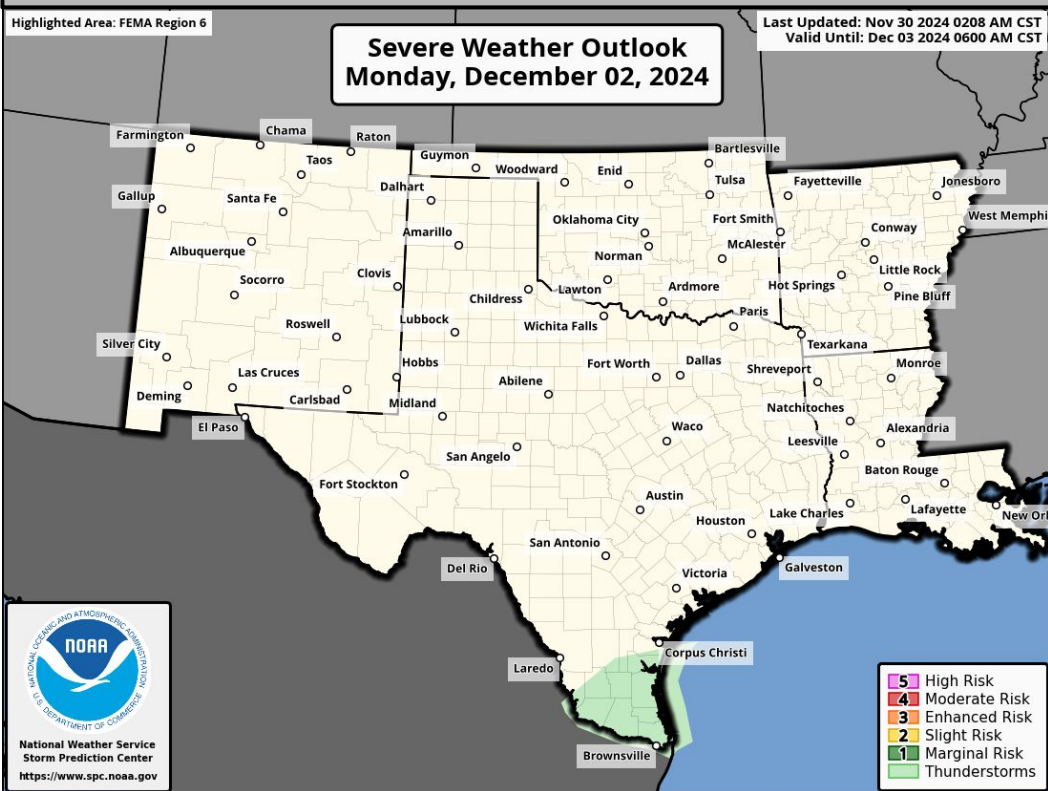 Highlighted Area: FEMA Region 6
Last Updated: Nov 30 2024 0208 AM CST
Valid Until: Dec 03 2024 0600 AM CST
Severe Weather Outlook
Monday, December 02, 2024
Farmington
Chama
Raton
Taos
Guymon
Woodward
Enid
Bartlesville
Tulsa
Fayetteville
Jonesboro
Gallup
Santa Fe
Dalhart
Amarillo
Oklahoma City
Fort Smith
West Memphi
Conway
Albuquerque
Norman
McAlester
Socorro
Clovis
Childress
Lawton
Ardmore
Hot Springs
Little Rock
Pine Bluff
Roswell
Lubbock
Wichita Falls
Paris
Texarkana
Silver City
Hobbs
Fort Worth
Dallas
Shreveport
Monroe
Las Cruces
Deming
Carlsbad
Midland
Abilene
Natchitoches
El Paso
Waco
Leesville
Alexandria
San Angelo
Fort Stockton
Baton Rouge
Austin
Lake Charles
Lafayette
New Orl
Houston
San Antonio
Del Rio
Galveston
Victoria
Laredo
Corpus Christi
Brownsville
NATIONAL OCEANIC AND ATMOSPHERIC ADMINISTRATION
NOAA
U.S. DEPARTMENT OF COMMERCE
National Weather Service
Storm Prediction Center
https://www.spc.noaa.gov
5 High Risk
4 Moderate Risk
3 Enhanced Risk
2 Slight Risk
1 Marginal Risk
Thunderstorms